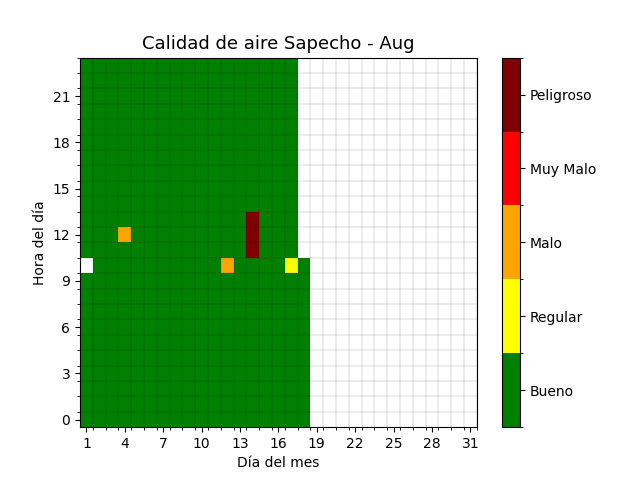 Calidad de aire Sapecho - Aug
Hora del día
21
18
15
12
9
6
3
0
1 4 7 10 13 16 19 22 25 28 31
Día del mes
Peligroso
Muy Malo
Malo
Regular
Bueno